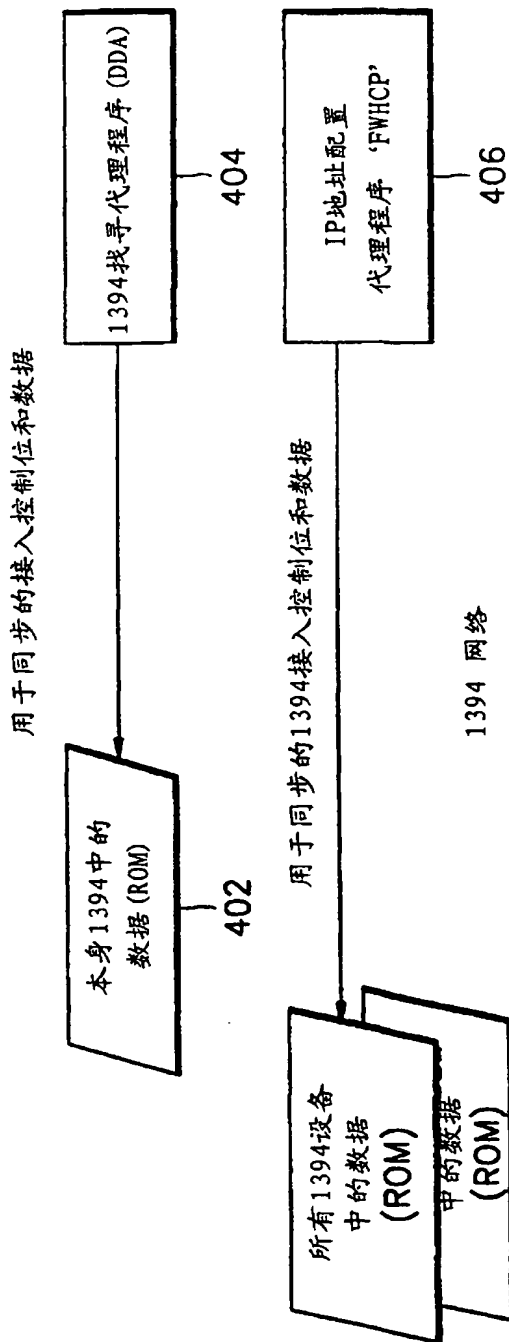 用于同步的接入控制位和数据
本身1394中的
数据(ROM)
402
1394找寻代理程序(DDA)
404
用于同步的1394接入控制位和数据
所有1394设备
中的数据
(ROM)
中的数据
(ROM)
IP地址配置
代理程序 ‘FWHCP’
406
1394 网络